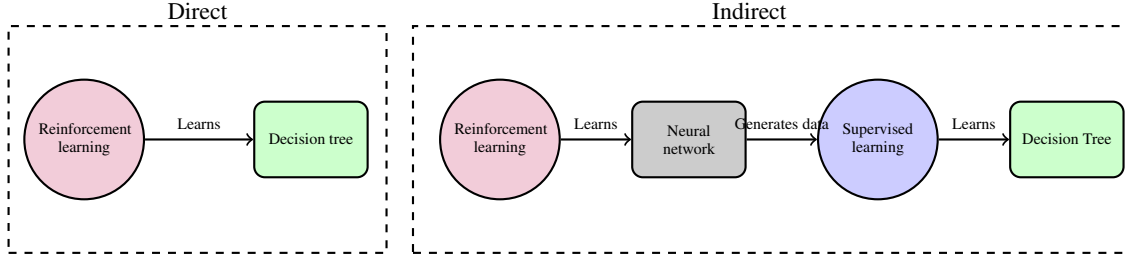 Direct
Indirect
Reinforcement
learning
Learns
Decision tree
Reinforcement
learning
Learns
Neural
network
Generates data
Supervised
learning
Learns
Decision Tree